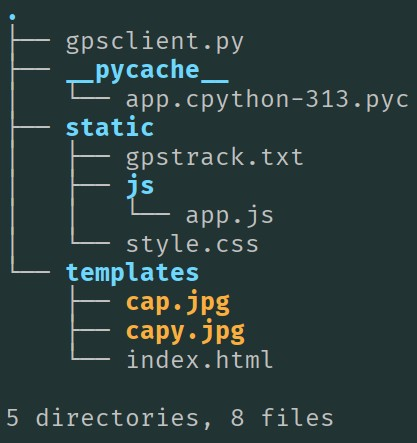 .
├── gpsclient.py
├── __pycache__
│   └── app.cpython-313.pyc
├── static
│   ├── gpstrack.txt
│   ├── js
│   │   └── app.js
│   └── style.css
└── templates
    ├── cap.jpg
    ├── capy.jpg
    └── index.html

5 directories, 8 files